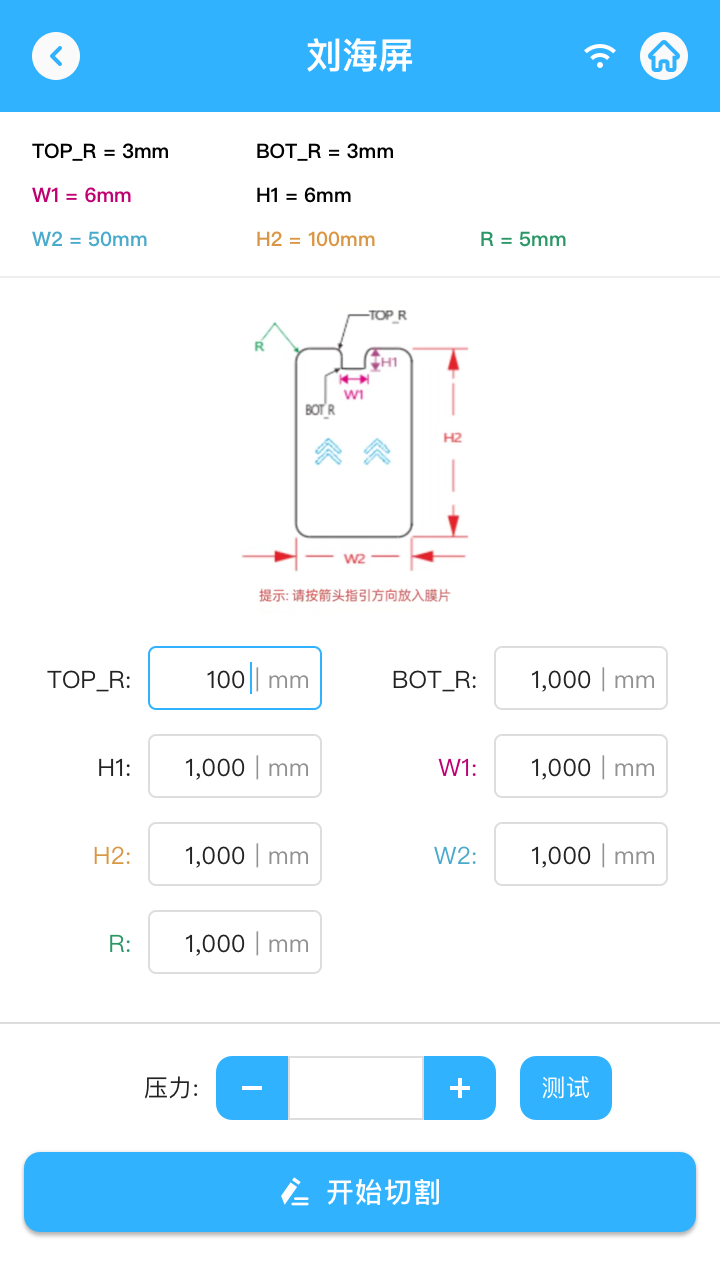 刘海屏
TOP_R = 3mm BOT_R = 3mm
W1 = 6mm H1 = 6mm
W2 = 50mm H2 = 100mm R = 5mm
TOP_R
R
H1
W1
BOT_R
H2
W2
提示: 请按箭头指引方向放入膜片
TOP_R: 100 | mm BOT_R: 1,000 | mm
H1: 1,000 | mm W1: 1,000 | mm
H2: 1,000 | mm W2: 1,000 | mm
R: 1,000 | mm
压力: − + 测试
开始切割